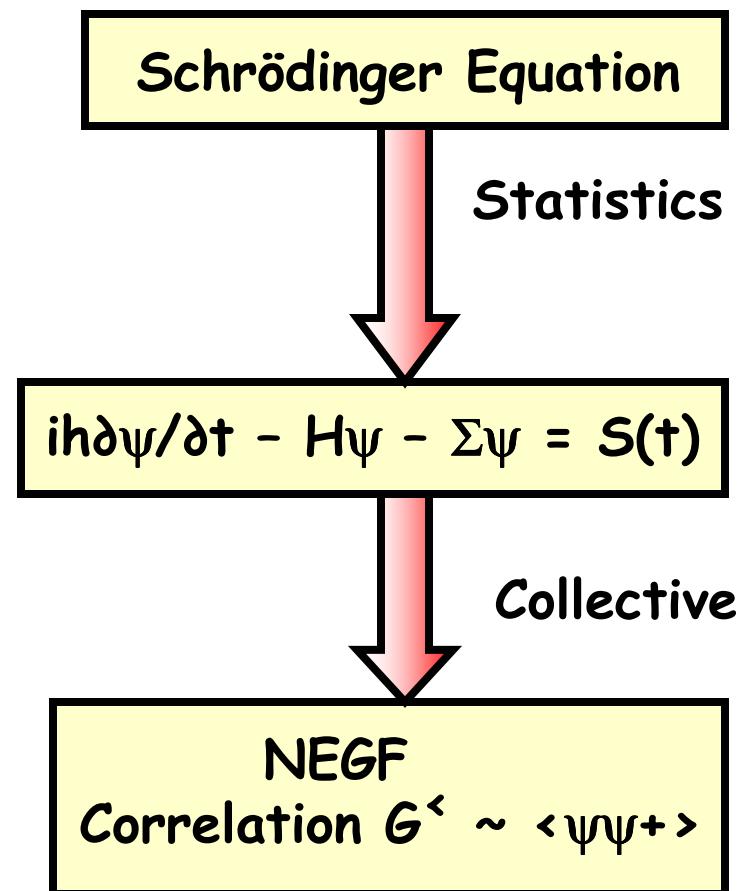 Schrödinger Equation
Statistics
ih∂ψ/∂t - Hψ - Σψ = S(t)
Collective
NEGF
Correlation G^< ~ <ψψ+>